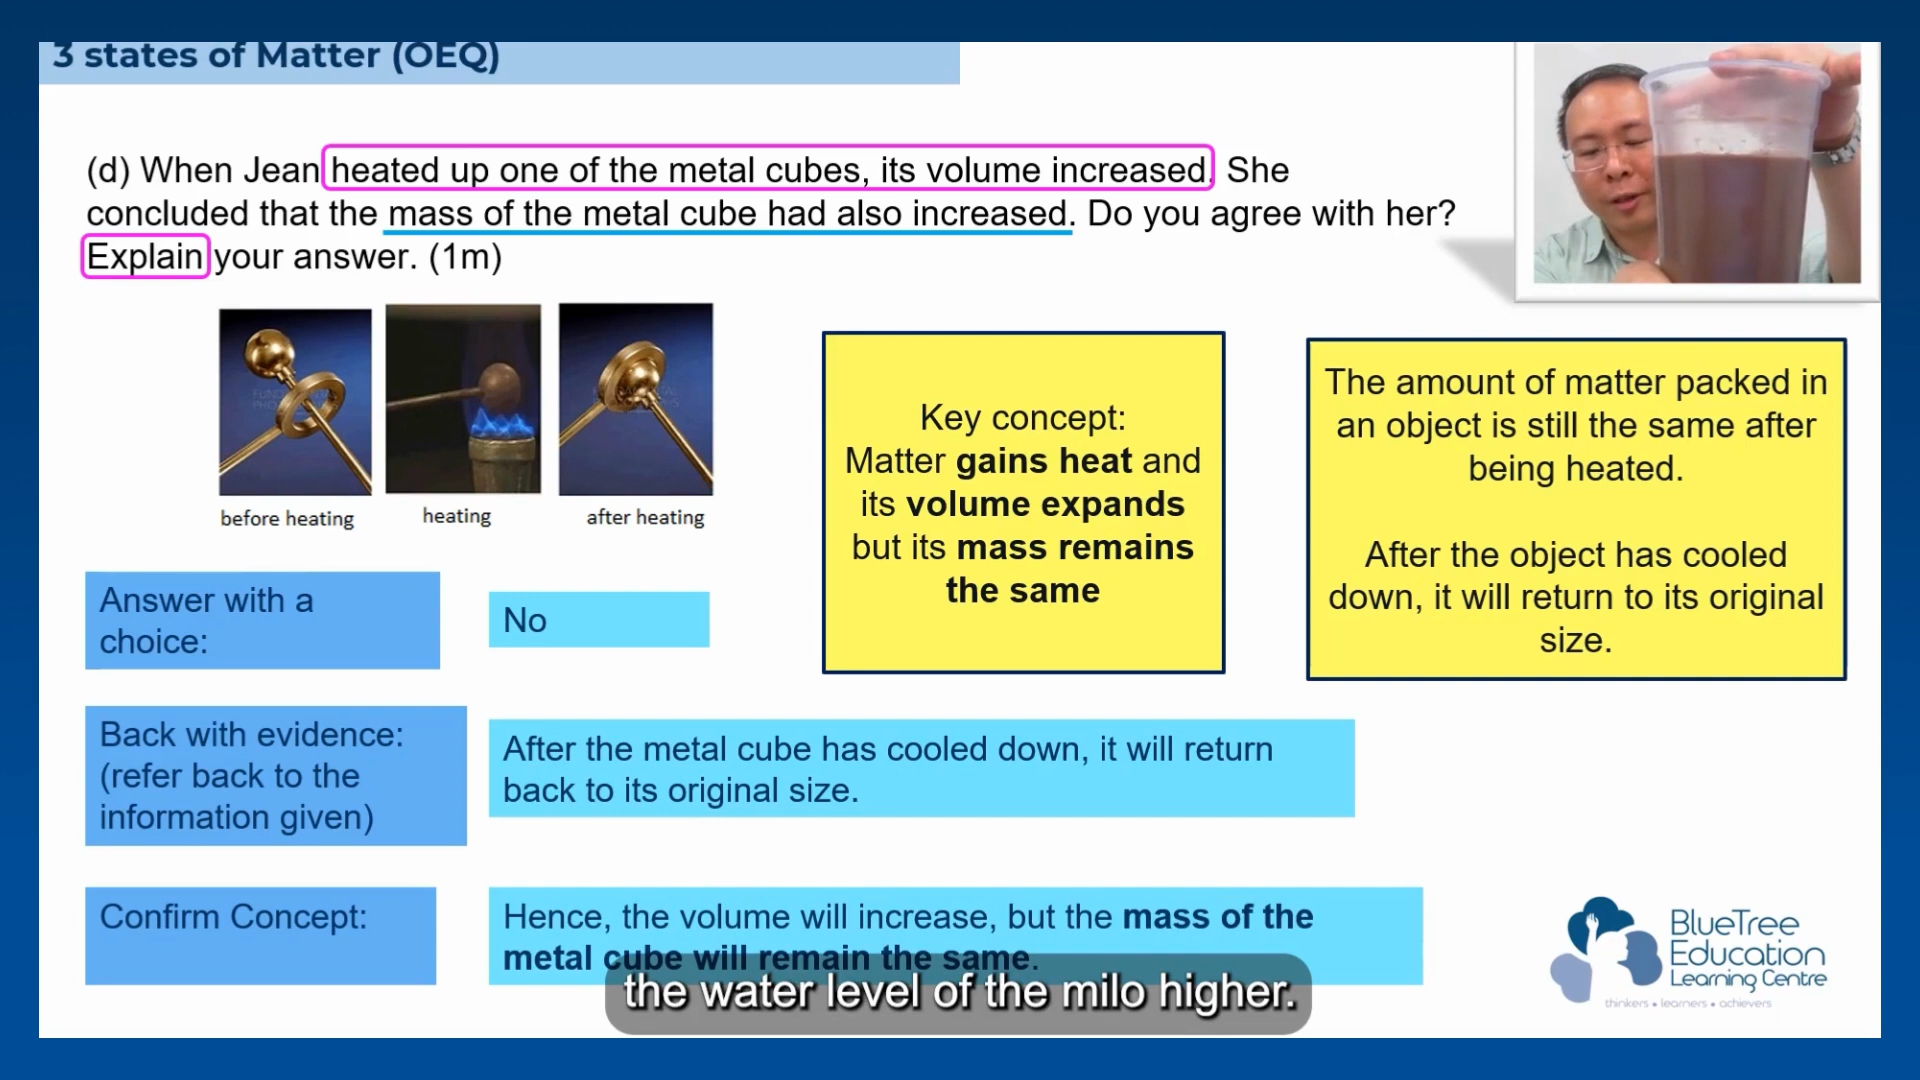 3 states of Matter (OEQ)
(d) When Jean heated up one of the metal cubes, its volume increased. She
concluded that the mass of the metal cube had also increased. Do you agree with her?
Explain your answer. (1m)
before heating
heating
after heating
Key concept:
Matter gains heat and
its volume expands
but its mass remains
the same
The amount of matter packed in
an object is still the same after
being heated.
After the object has cooled
down, it will return to its original
size.
Answer with a
choice:
No
Back with evidence:
(refer back to the
information given)
After the metal cube has cooled down, it will return
back to its original size.
Confirm Concept:
Hence, the volume will increase, but the mass of the
metal cube will remain the same.
the water level of the milo higher.
BlueTree
Education
Learning Centre
thinkers • learners • achievers